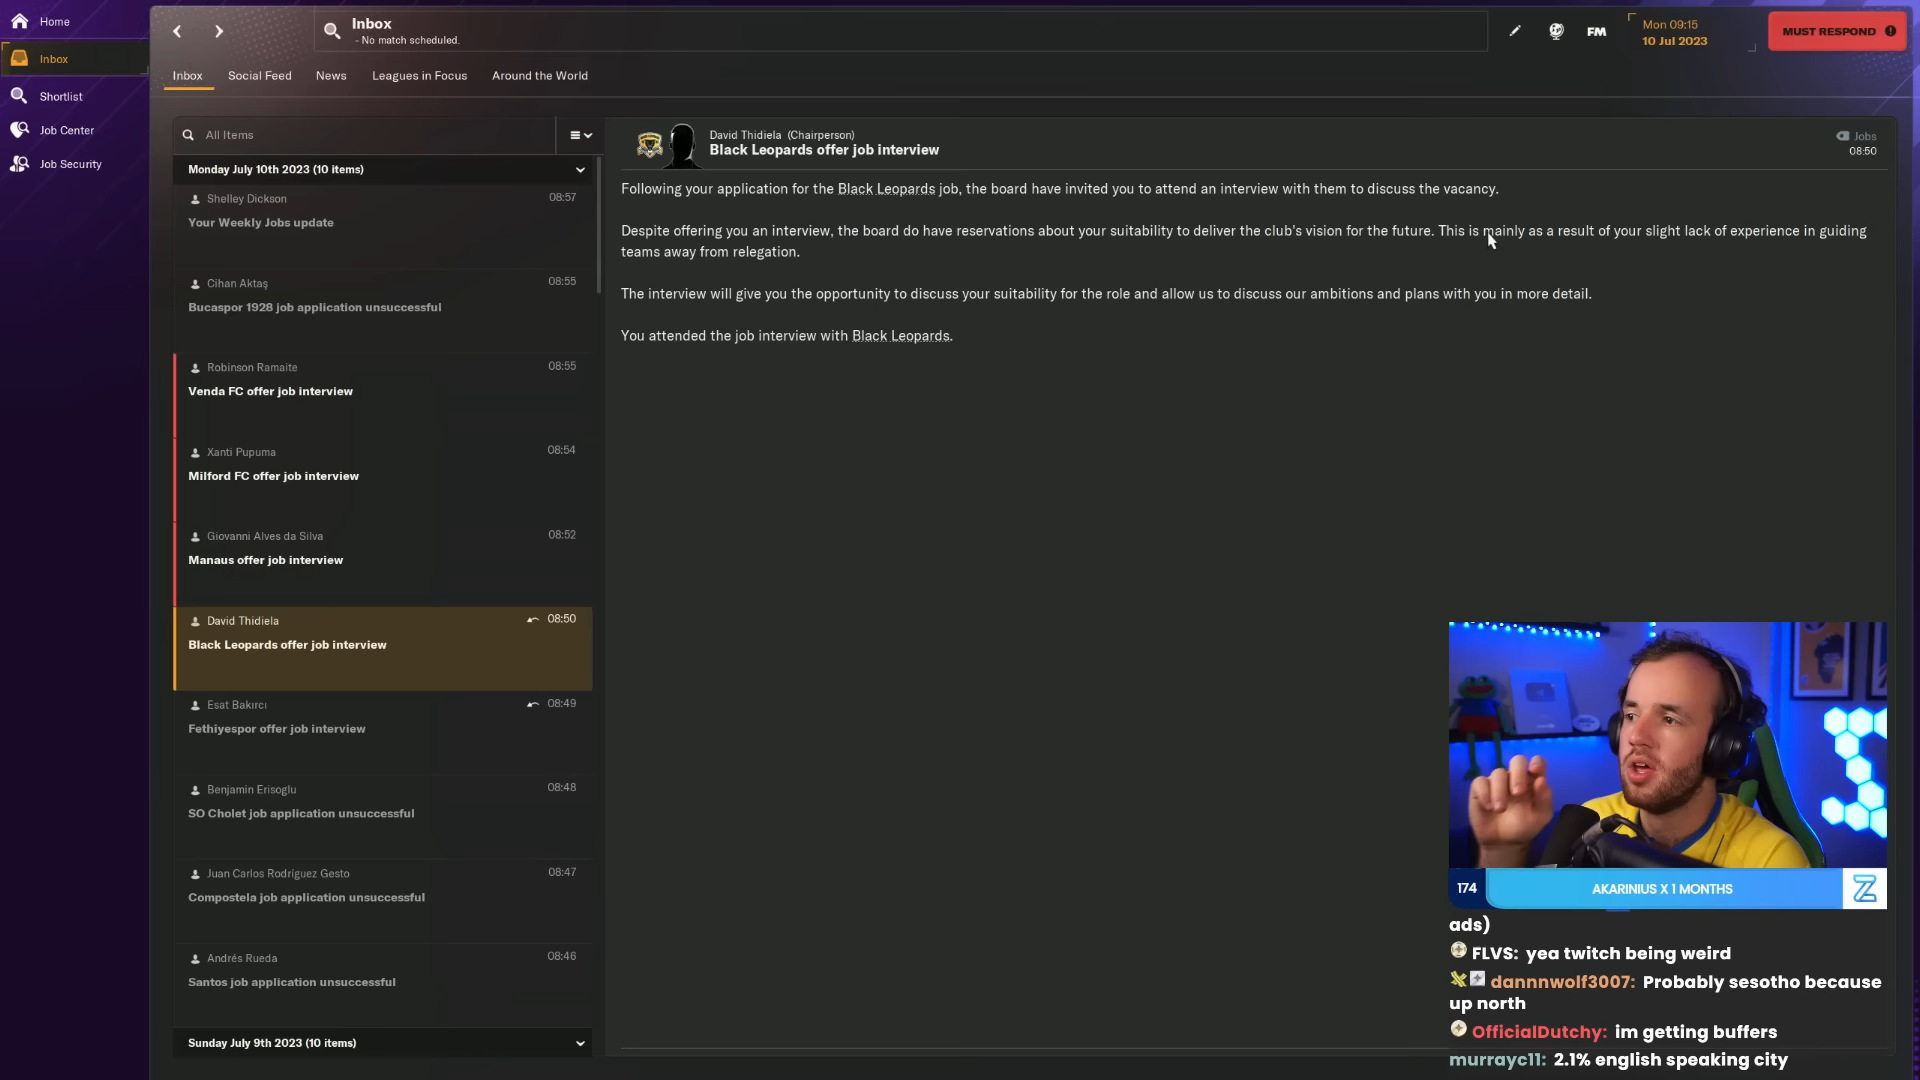 Home
Inbox
Shortlist
Job Center
Job Security
Inbox
- No match scheduled.
FM
Mon 09:15
10 Jul 2023
MUST RESPOND
Inbox
Social Feed
News
Leagues in Focus
Around the World
All Items
Monday July 10th 2023 (10 items)
Shelley Dickson
08:57
Your Weekly Jobs update
Cihan Aktaş
08:55
Bucaspor 1928 job application unsuccessful
Robinson Ramaite
08:55
Venda FC offer job interview
Xanti Pupuma
08:54
Milford FC offer job interview
Giovanni Alves da Silva
08:52
Manaus offer job interview
David Thidiela
08:50
Black Leopards offer job interview
Esat Bakırcı
08:49
Fethiyespor offer job interview
Benjamin Erisoglu
08:48
SO Cholet job application unsuccessful
Juan Carlos Rodríguez Gesto
08:47
Compostela job application unsuccessful
Andrés Rueda
08:46
Santos job application unsuccessful
Sunday July 9th 2023 (10 items)
David Thidiela (Chairperson)
Black Leopards offer job interview
Jobs
08:50
Following your application for the Black Leopards job, the board have invited you to attend an interview with them to discuss the vacancy.
Despite offering you an interview, the board do have reservations about your suitability to deliver the club's vision for the future. This is mainly as a result of your slight lack of experience in guiding
teams away from relegation.
The interview will give you the opportunity to discuss your suitability for the role and allow us to discuss our ambitions and plans with you in more detail.
You attended the job interview with Black Leopards.
174
AKARINIUS X 1 MONTHS
ads)
FLVS: yea twitch being weird
dannnwolf3007: Probably sesotho because
up north
OfficialDutchy: im getting buffers
murrayc11: 2.1% english speaking city